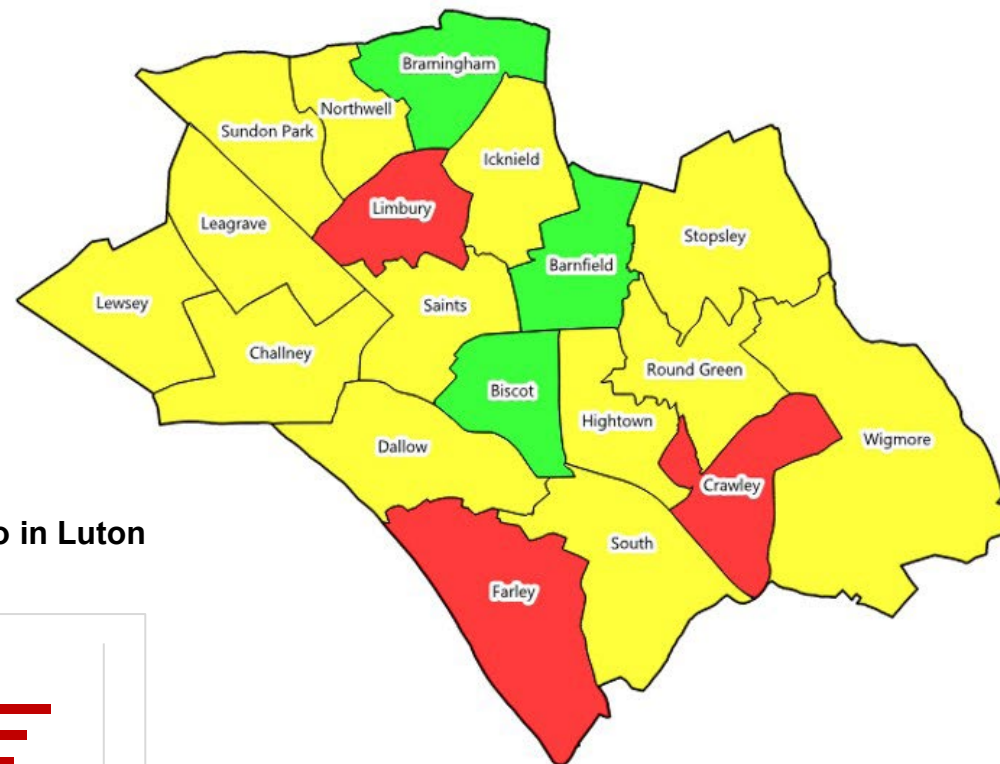 Bramingham
Northwell
Sundon Park
Icknield
Limbury
Leagrave
Stopsley
Barnfield
Lewsey
Saints
Challney
Round Green
Biscot
Hightown
Dallow
Wigmore
Crawley
in Luton
South
Farley